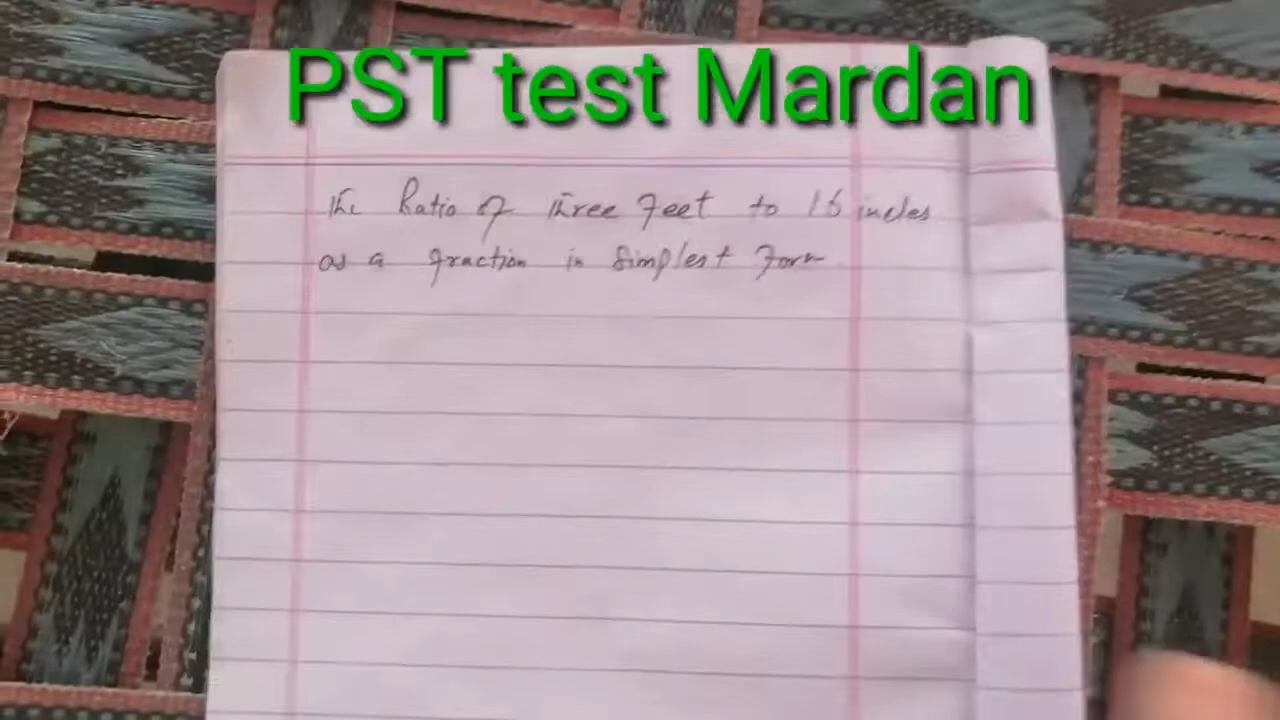 PST test Mardan
The Ratio of Three Feet to 16 inches
as a fraction in Simplest Form